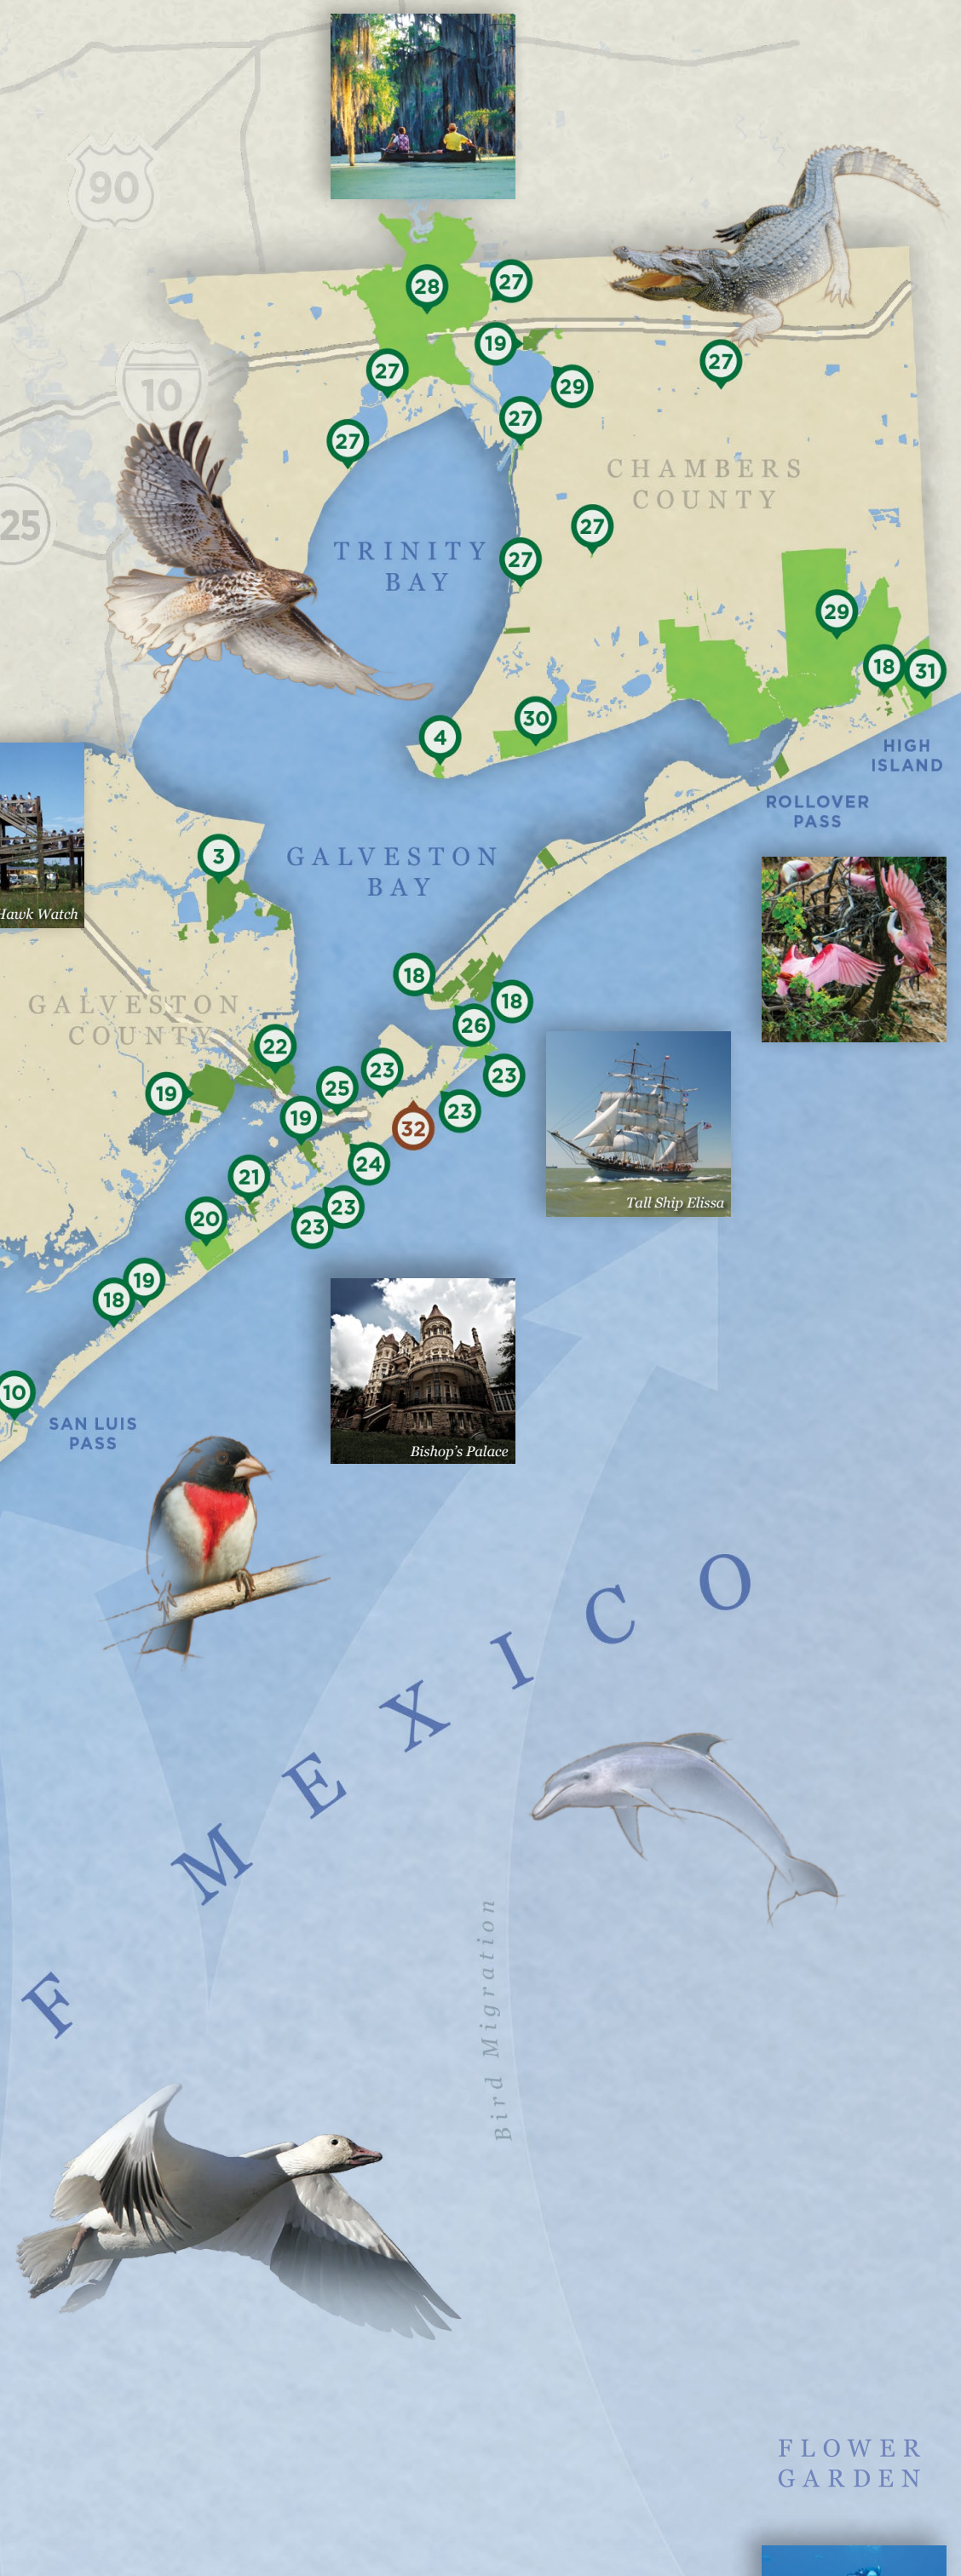 90
28
27
19
27
10
27
29
27
27
CHAMBERS
COUNTY
25
27
TRINITY
BAY
27
29
18
31
4
30
HIGH
ISLAND
ROLLOVER
PASS
3
GALVESTON
BAY
Hawk Watch
18
18
GALVESTON
COUNTY
26
22
23
23
19
25
23
19
32
24
Tall Ship Elissa
21
23
20
23
19
18
10
SAN LUIS
PASS
Bishop's Palace
F MEXICO
Bird Migration
FLOWER
GARDEN